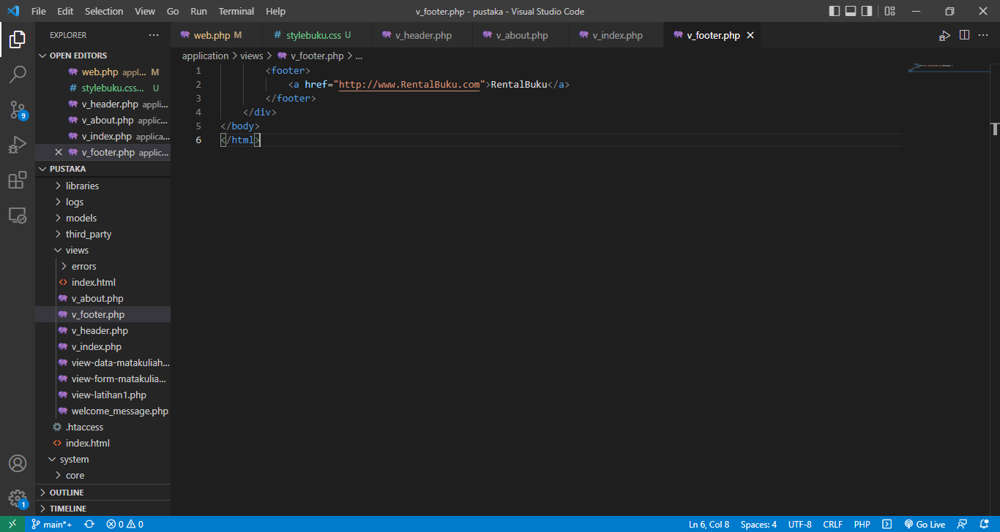 File Edit Selection View Go Run Terminal Help v_footer.php - pustaka - Visual Studio Code
EXPLORER ...
web.php M # stylebuku.css U v_header.php v_about.php v_index.php v_footer.php
OPEN EDITORS
web.php appl... M
# stylebuku.css... U
v_header.php appli...
v_about.php applic...
v_index.php applica...
v_footer.php applic...
PUSTAKA
libraries
logs
models
third_party
views
errors
index.html
v_about.php
v_footer.php
v_header.php
v_index.php
view-data-matakuliah...
view-form-matakulia...
view-latihan1.php
welcome_message.php
.htaccess
index.html
system
core
OUTLINE
TIMELINE
application > views > v_footer.php > ...
1 <footer>
2 <a href="http://www.RentalBuku.com">RentalBuku</a>
3 </footer>
4 </div>
5 </body>
6 </html>
9
1
main*+ 0 0 Ln 6, Col 8 Spaces: 4 UTF-8 CRLF PHP Go Live